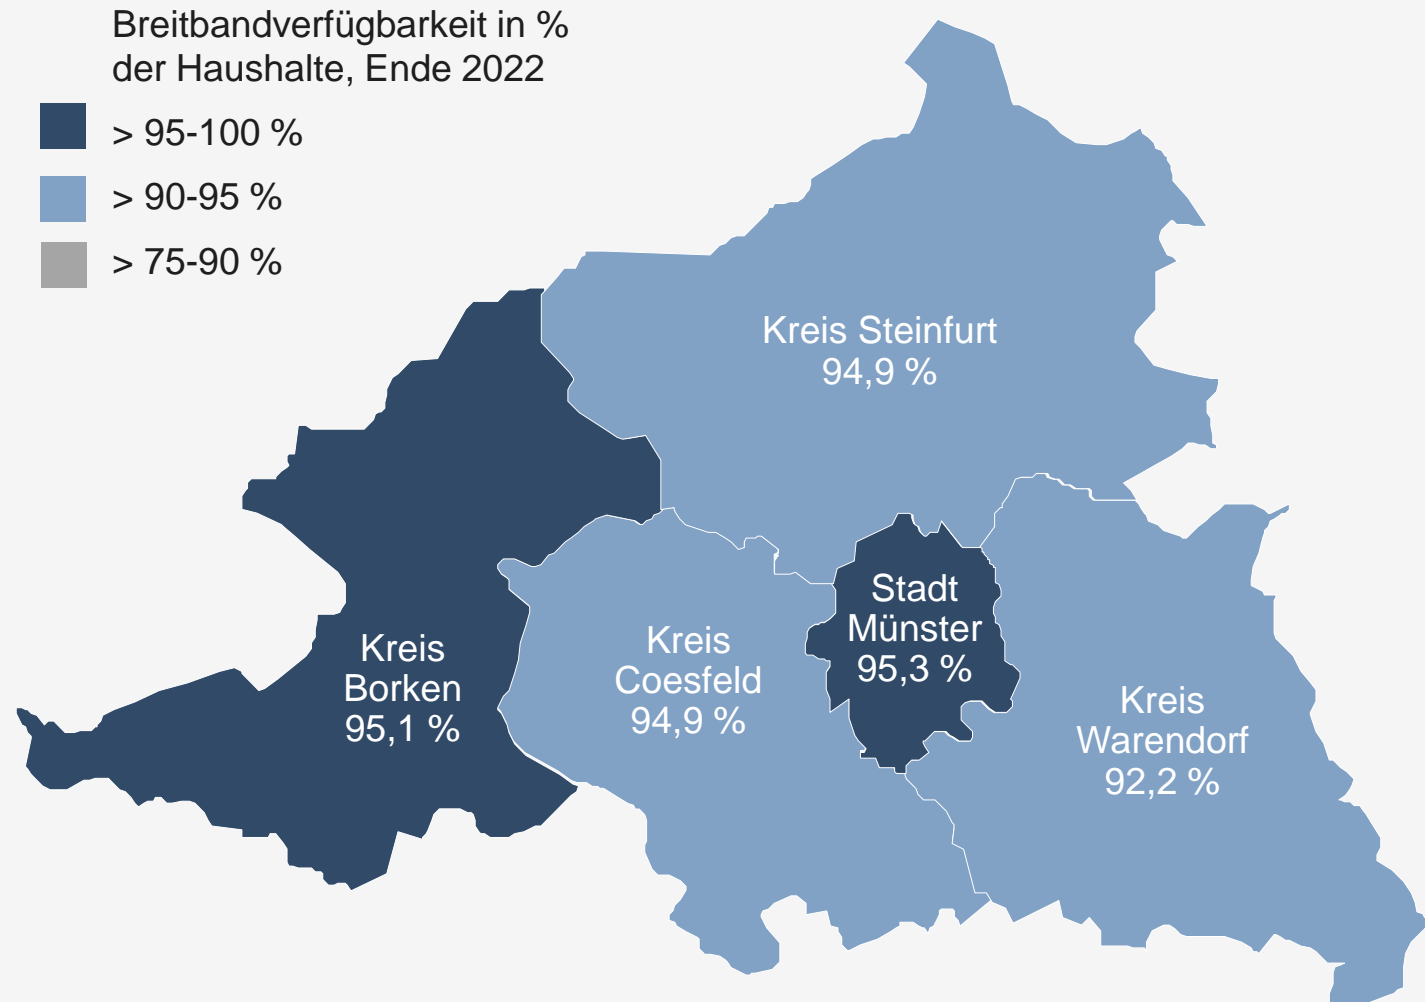 Breitbandverfügbarkeit in %
der Haushalte, Ende 2022
> 95-100 %
> 90-95 %
> 75-90 %
Kreis Steinfurt
94,9 %
Stadt
Münster
95,3 %
Kreis
Borken
95,1 %
Kreis
Coesfeld
94,9 %
Kreis
Warendorf
92,2 %